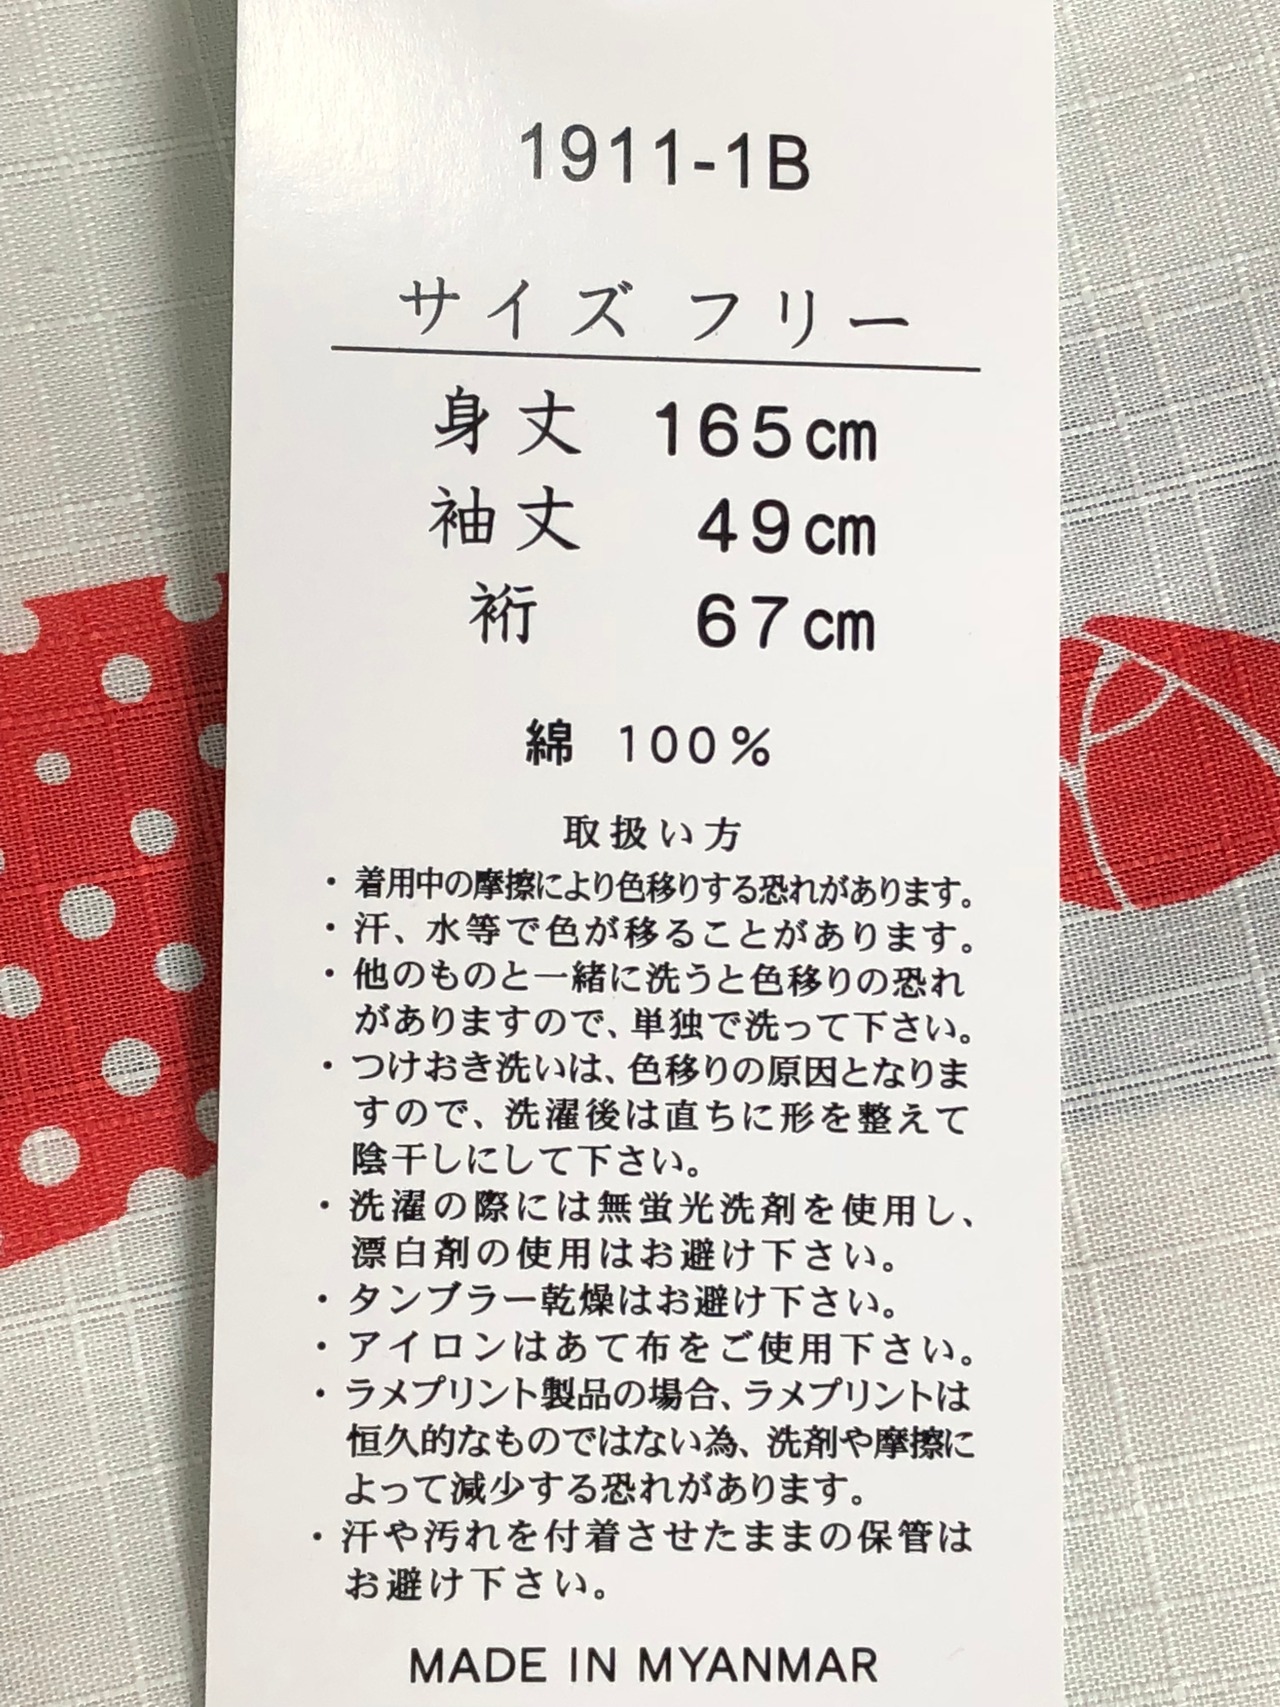 1911-1B
サイズ フリー
身丈 165cm
袖丈 49cm
裄 67cm
綿 100%
取扱い方
・着用中の摩擦により色移りする恐れがあります。
・汗、水等で色が移ることがあります。
・他のものと一緒に洗うと色移りの恐れ
がありますので、単独で洗って下さい。
・つけおき洗いは、色移りの原因となりま
すので、洗濯後は直ちに形を整えて
陰干しにして下さい。
・洗濯の際には無蛍光洗剤を使用し、
漂白剤の使用はお避け下さい。
・タンブラー乾燥はお避け下さい。
・アイロンはあて布をご使用下さい。
・ラメプリント製品の場合、ラメプリントは
恒久的なものではない為、洗剤や摩擦に
よって減少する恐れがあります。
・汗や汚れを付着させたままの保管は
お避け下さい。
MADE IN MYANMAR